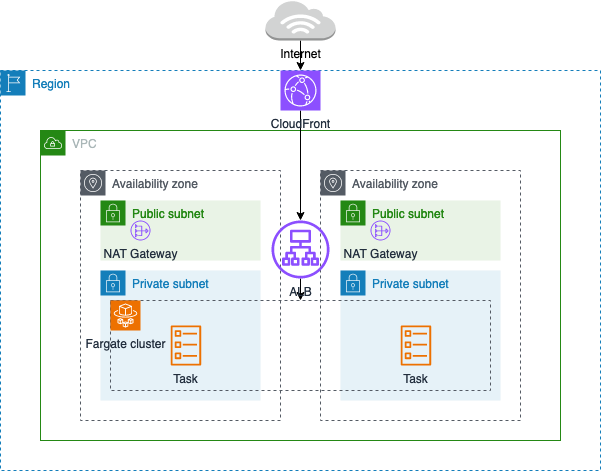 Internet
Region
CloudFront
VPC
Availability zone
Availability zone
Public subnet
Public subnet
NAT Gateway
NAT Gateway
Private subnet
ALB
Private subnet
Fargate cluster
Task
Task